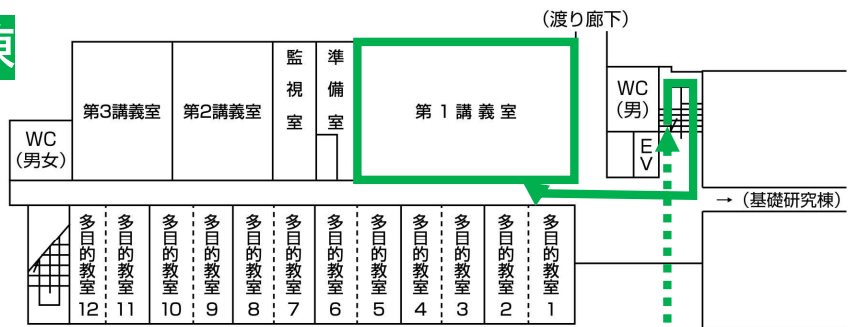 棟
（渡り廊下）
第3講義室
第2講義室
監視室
準備室
第1講義室
WC
（男）
EV
WC
（男女）
→（基礎研究棟）
多目的教室12
多目的教室11
多目的教室10
多目的教室9
多目的教室8
多目的教室7
多目的教室6
多目的教室5
多目的教室4
多目的教室3
多目的教室2
多目的教室1